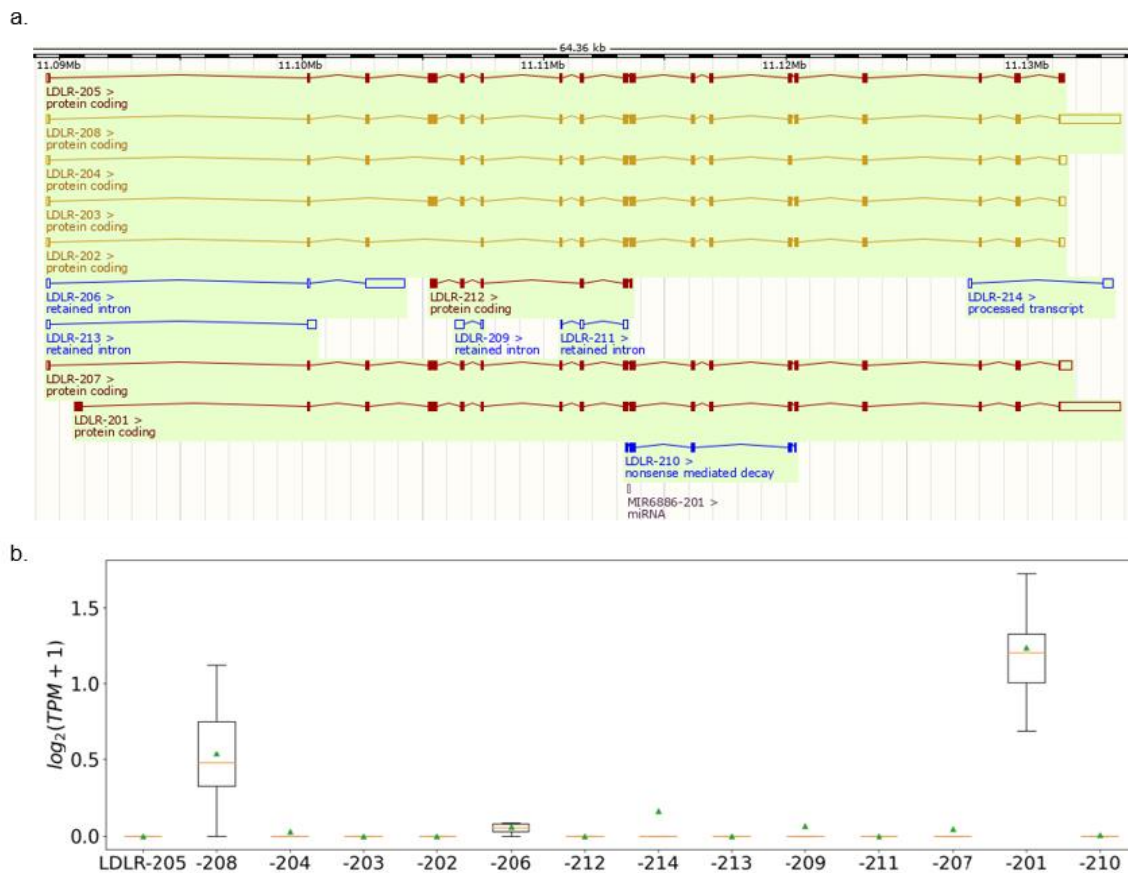 a.
64.36 kb
11.09Mb 11.10Mb 11.11Mb 11.12Mb 11.13Mb
LDLR-205 >
protein coding
LDLR-208 >
protein coding
LDLR-204 >
protein coding
LDLR-203 >
protein coding
LDLR-202 >
protein coding
LDLR-206 > LDLR-212 > LDLR-214 >
retained intron protein coding processed transcript
LDLR-213 > LDLR-209 > LDLR-211 >
retained intron retained intron retained intron
LDLR-207 >
protein coding
LDLR-201 >
protein coding
LDLR-210 >
nonsense mediated decay
MIR6886-201 >
miRNA
b.
log2(TPM + 1)
1.5
1.0
0.5
0.0
LDLR-205 -208 -204 -203 -202 -206 -212 -214 -213 -209 -211 -207 -201 -210